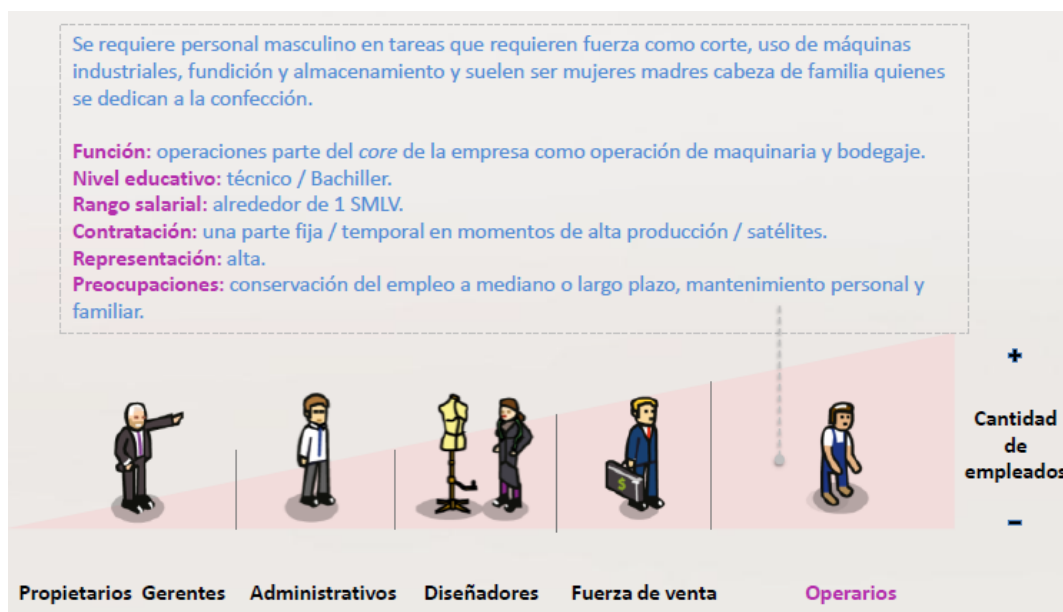 Se requiere personal masculino en tareas que requieren fuerza como corte, uso de máquinas
industriales, fundición y almacenamiento y suelen ser mujeres madres cabeza de familia quienes
se dedican a la confección.
Función: operaciones parte del core de la empresa como operación de maquinaria y bodegaje.
Nivel educativo: técnico / Bachiller.
Rango salarial: alrededor de 1 SMLV.
Contratación: una parte fija / temporal en momentos de alta producción / satélites.
Representación: alta.
Preocupaciones: conservación del empleo a mediano o largo plazo, mantenimiento personal y
familiar.
+
Cantidad
de
empleados
$
–
Propietarios Gerentes Administrativos Diseñadores Fuerza de venta Operarios